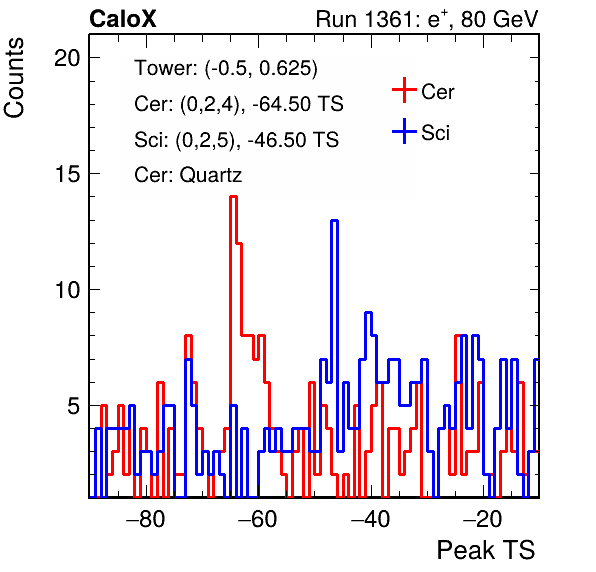 CaloX Run 1361: e⁺, 80 GeV
Counts
Tower: (-0.5, 0.625)
Cer: (0,2,4), -64.50 TS
Sci: (0,2,5), -46.50 TS
Cer: Quartz
Cer
Sci
20
15
10
5
−80 −60 −40 −20
Peak TS